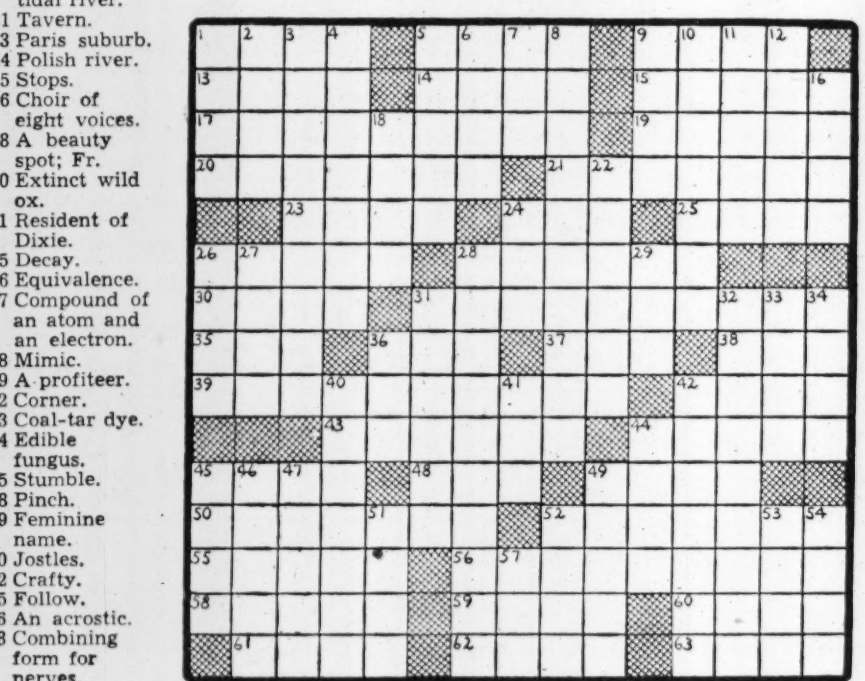 tidal river.
1 Tavern.
3 Paris suburb.
4 Polish river.
5 Stops.
6 Choir of
eight voices.
8 A beauty
spot; Fr.
0 Extinct wild
ox.
1 Resident of
Dixie.
5 Decay.
6 Equivalence.
7 Compound of
an atom and
an electron.
8 Mimic.
9 A profiteer.
2 Corner.
3 Coal-tar dye.
4 Edible
fungus.
5 Stumble.
8 Pinch.
9 Feminine
name.
0 Jostles.
2 Crafty.
5 Follow.
6 An acrostic.
8 Combining
form for
nerves
1 2 3 4 5 6 7 8 9 10 11 12
13 14 15 16
17 18 19
20 21 22
23 24 25
26 27 28 29
30 31 32 33 34
35 36 37 38
39 40 41 42
43 44
45 46 47 48 49
50 51 52 53 54
55 56 57
58 59 60
61 62 63